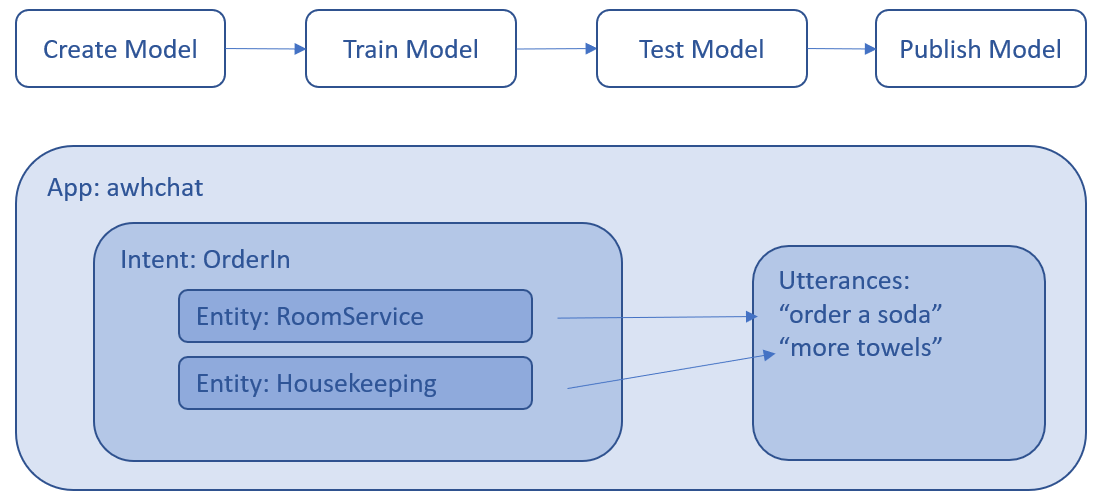 Create Model
Train Model
Test Model
Publish Model
App: awhchat
Intent: OrderIn
Entity: RoomService
Entity: Housekeeping
Utterances:
“order a soda”
“more towels”